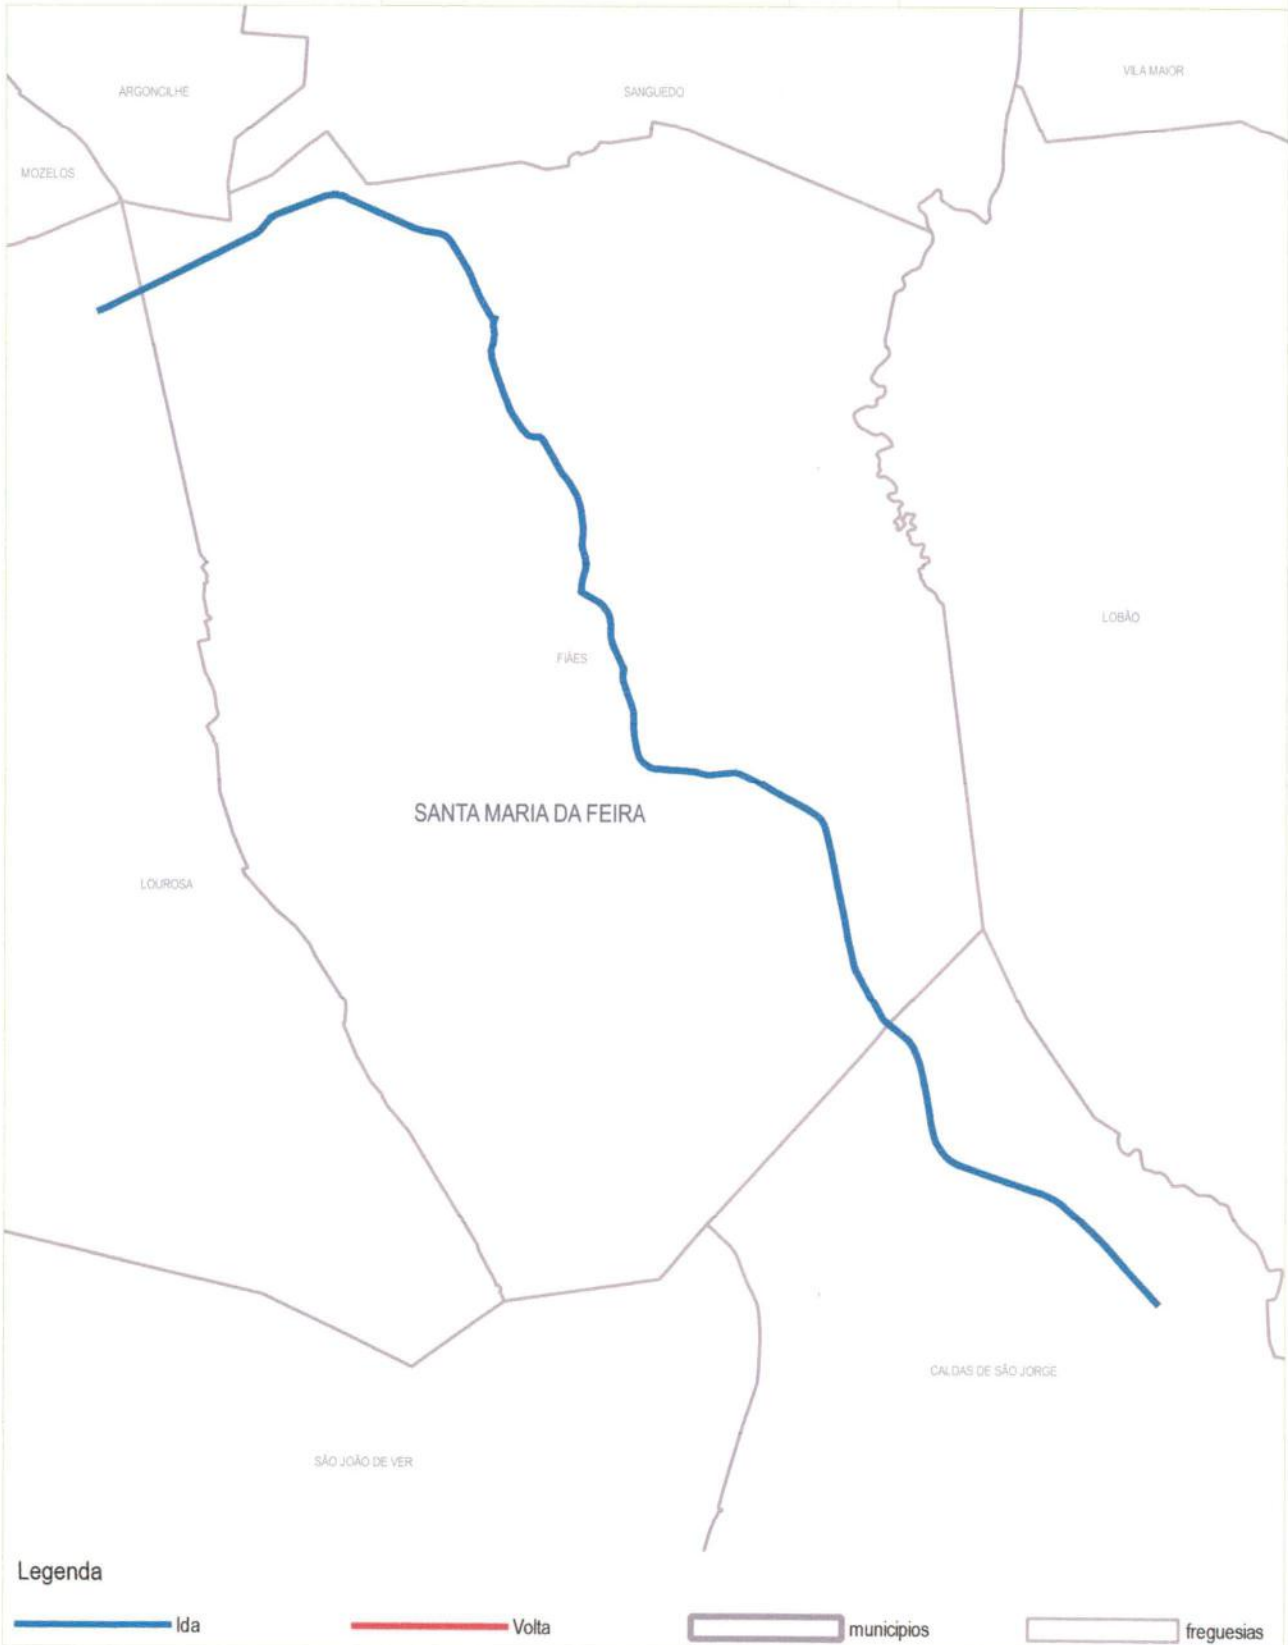 VILA MAIOR
ARGONCILHE
SANGUEDO
MOZELOS
LOBÃO
FIÃES
SANTA MARIA DA FEIRA
LOUROSA
CALDAS DE SÃO JORGE
SÃO JOÃO DE VER
Legenda
Ida
Volta
municipios
freguesias